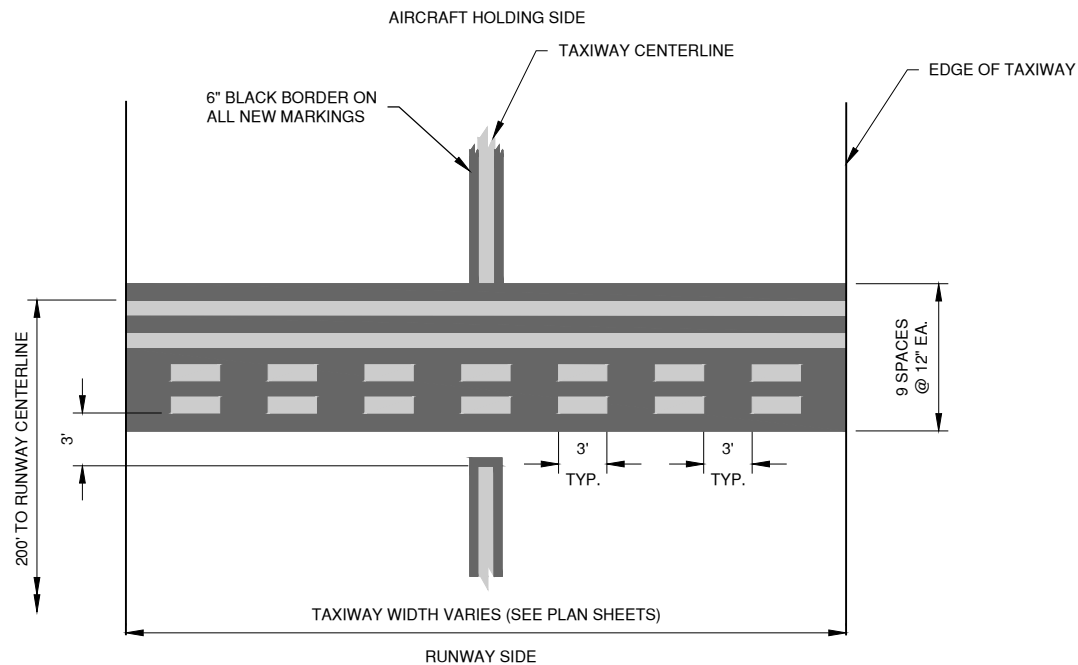 AIRCRAFT HOLDING SIDE
TAXIWAY CENTERLINE
EDGE OF TAXIWAY
6" BLACK BORDER ON
ALL NEW MARKINGS
200' TO RUNWAY CENTERLINE
3'
9 SPACES
@ 12" EA.
3'
TYP.
3'
TYP.
TAXIWAY WIDTH VARIES (SEE PLAN SHEETS)
RUNWAY SIDE